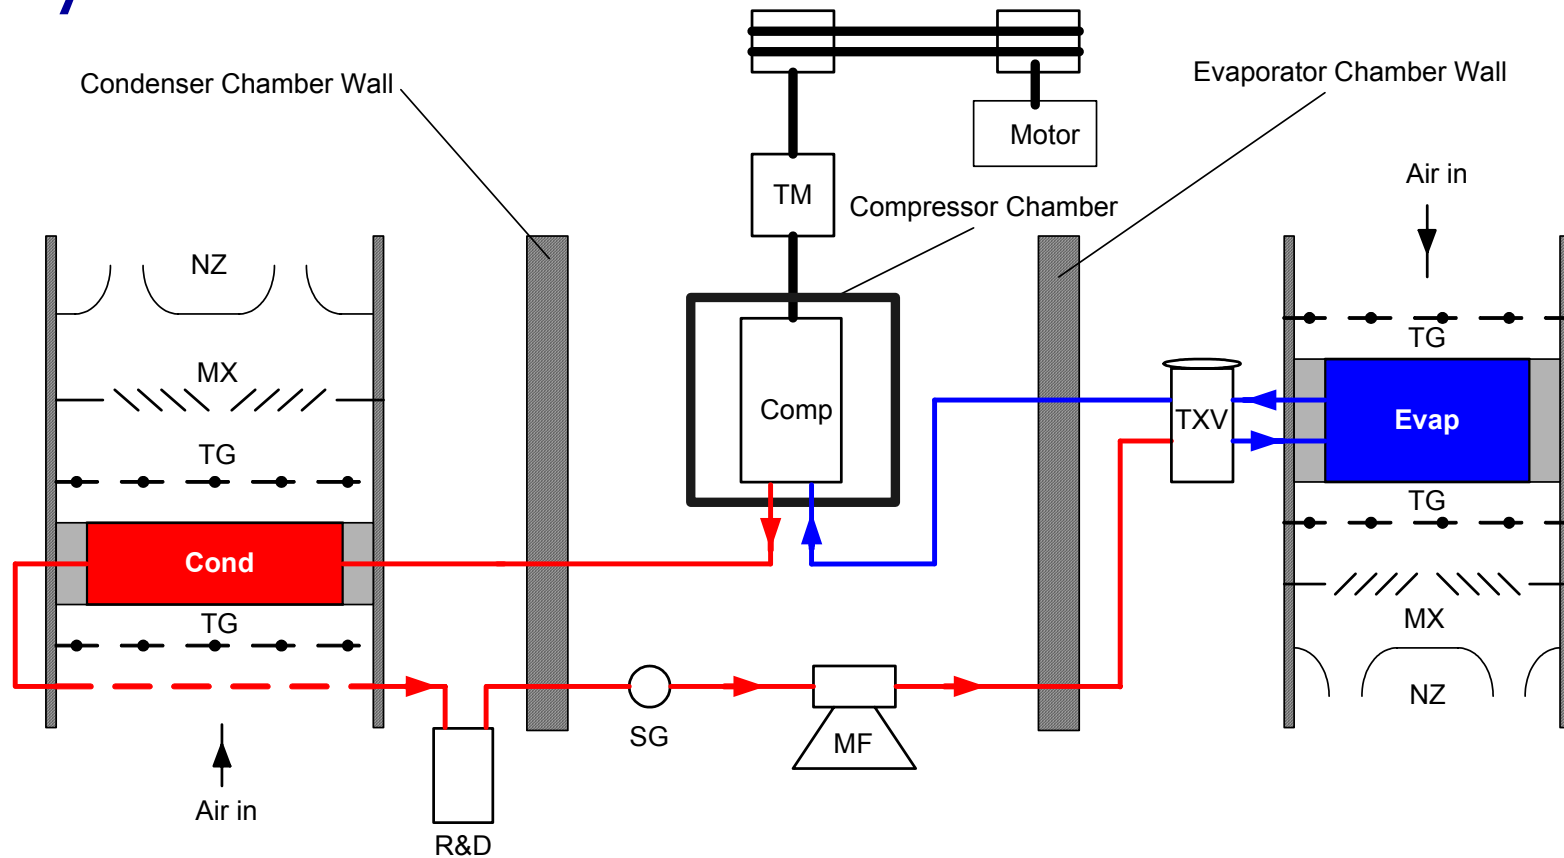 Condenser Chamber Wall
Evaporator Chamber Wall
Motor
TM
Compressor Chamber
Air in
NZ
TG
MX
Comp
TXV
Evap
TG
TG
Cond
TG
MX
NZ
SG
MF
Air in
R&D